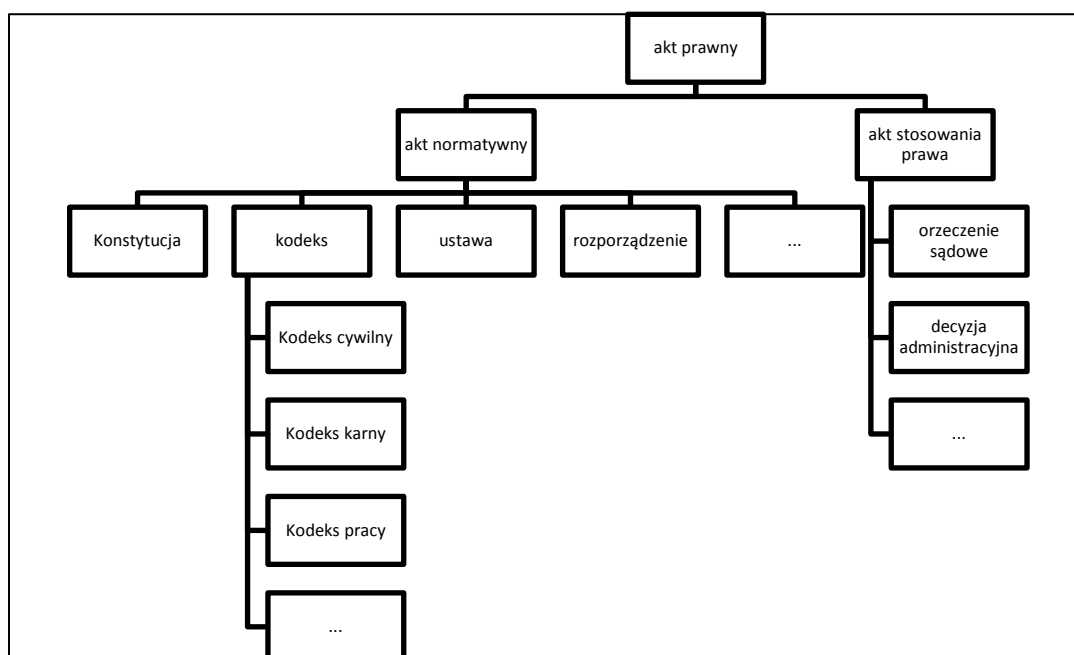 akt prawny
akt normatywny
akt stosowania
prawa
Konstytucja
kodeks
ustawa
rozporządzenie
...
orzeczenie
sądowe
Kodeks cywilny
decyzja
administracyjna
Kodeks karny
...
Kodeks pracy
...